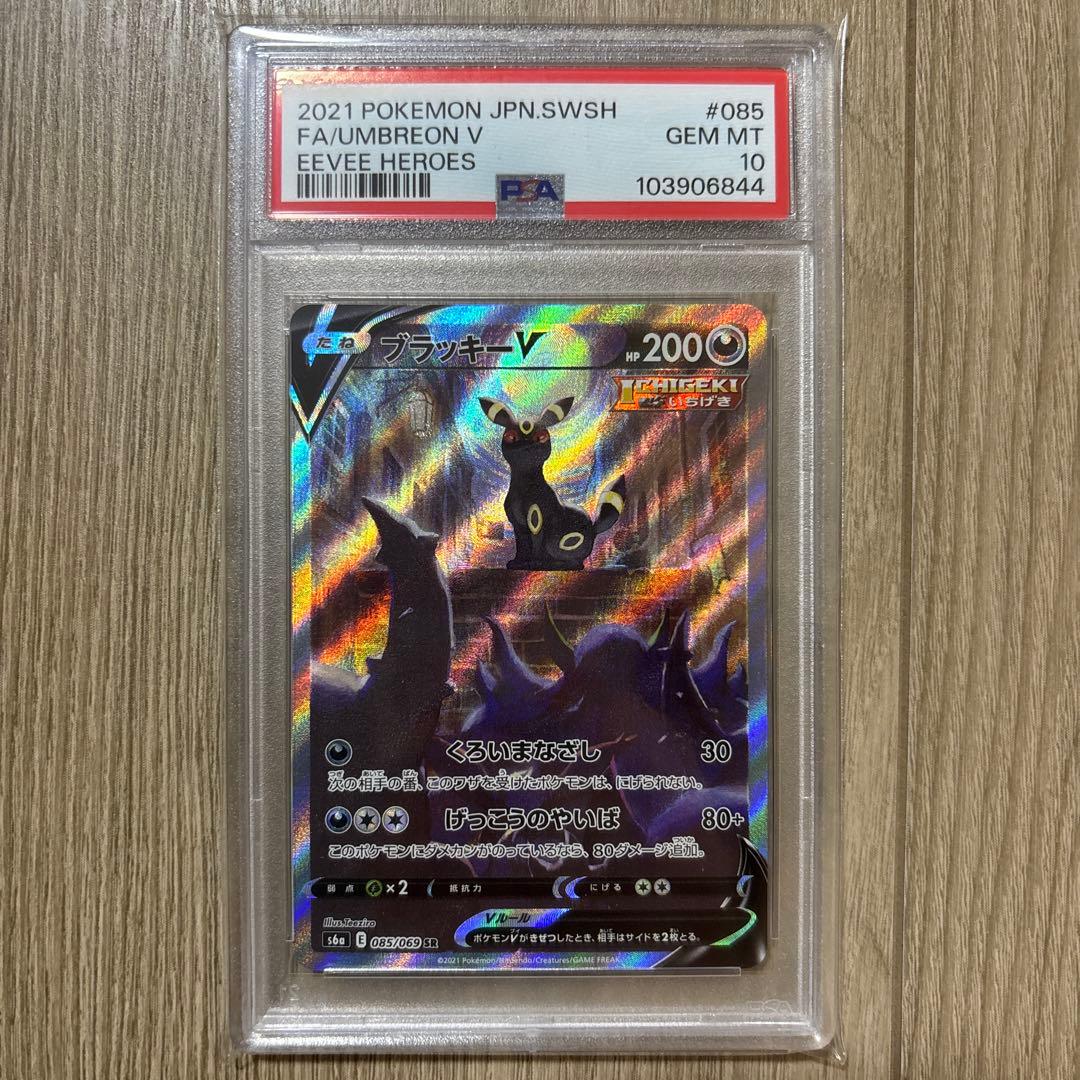 2021 POKEMON JPN.SWSH #085
FA/UMBREON V GEM MT
EEVEE HEROES 10
PSA 103906844
たね ブラッキーV HP 200
ICHIGEKI
いちげき
くろいまなざし 30
次の相手の番、このワザを受けたポケモンは、にげられない。
げっこうのやいば 80+
このポケモンにダメカンがのっているなら、80ダメージ追加。
弱点 ×2 抵抗力 にげる
Illus.Teeziro
Vルール
s6a E 085/069 SR
ポケモンVがきぜつしたとき、相手はサイドを2枚とる。
©2021 Pokémon/Nintendo/Creatures/GAME FREAK